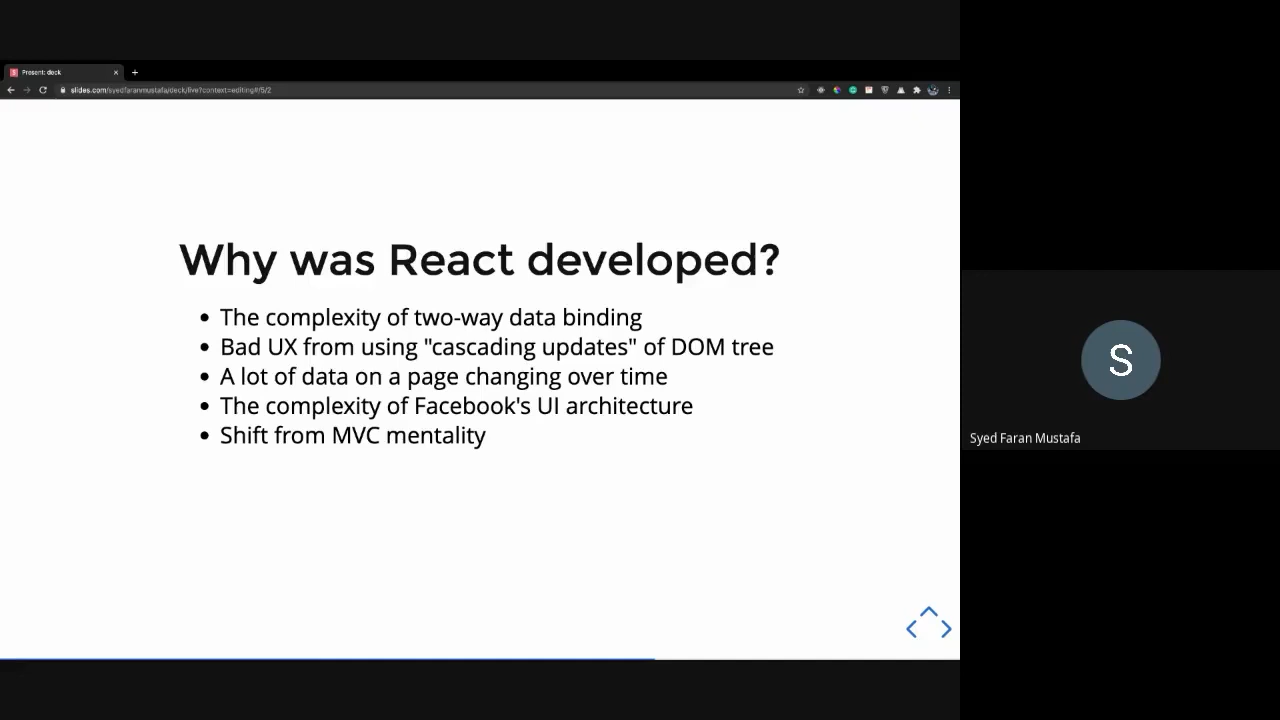 Present: deck
slides.com/syedfaranmustafa/deck/live?context=editing#/5/2
Why was React developed?
• The complexity of two-way data binding
• Bad UX from using "cascading updates" of DOM tree
• A lot of data on a page changing over time
• The complexity of Facebook's UI architecture
• Shift from MVC mentality
S
Syed Faran Mustafa